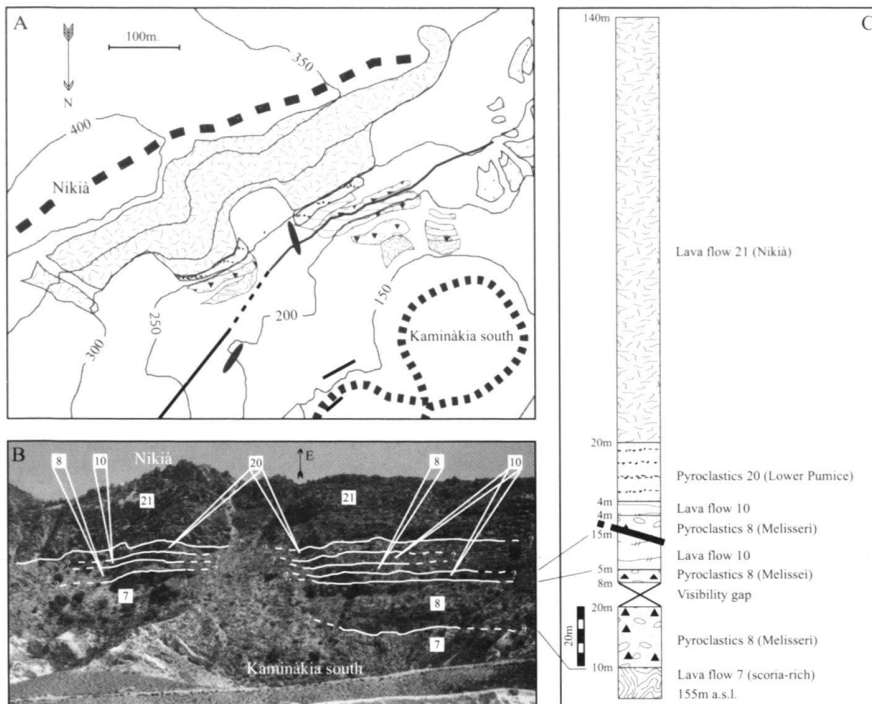 A
100m.
N
350
400
Nikià
300
250
200
150
Kaminàkia south
B
Nikià
E
8
10
20
8
10
21
21
7
8
7
Kaminàkia south
C
140m
Lava flow 21 (Nikià)
20m
Pyroclastics 20 (Lower Pumice)
4m
Lava flow 10
4m
Pyroclastics 8 (Melisseri)
15m
Lava flow 10
5m
Pyroclastics 8 (Melissei)
8m
Visibility gap
20m
20m
Pyroclastics 8 (Melisseri)
10m
Lava flow 7 (scoria-rich)
155m a.s.l.